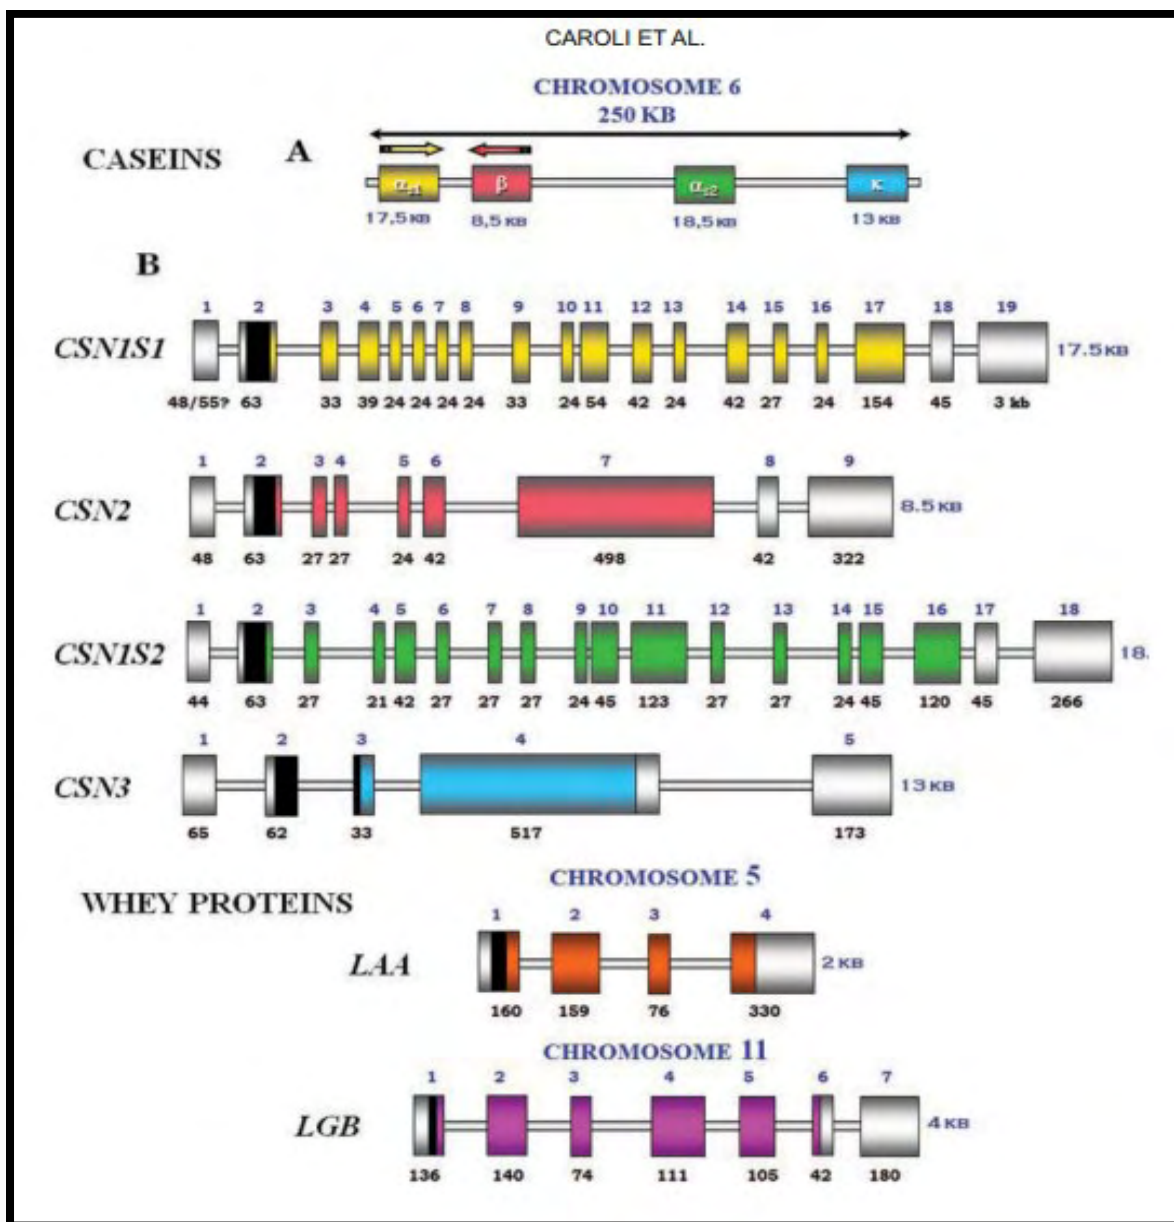 CAROLI ET AL.
CHROMOSOME 6
250 KB
CASEINS A
αs1 β αs2 κ
17,5 KB 8,5 KB 18,5 KB 13 KB
B
1 2 3 4 5 6 7 8 9 10 11 12 13 14 15 16 17 18 19
CSN1S1 17.5 KB
48/55? 63 33 39 24 24 24 24 33 24 54 42 24 42 27 24 154 45 3 kb
1 2 3 4 5 6 7 8 9
CSN2 8.5 KB
48 63 27 27 24 42 498 42 322
1 2 3 4 5 6 7 8 9 10 11 12 13 14 15 16 17 18
CSN1S2 18.
44 63 27 21 42 27 27 27 24 45 123 27 27 24 45 120 45 266
1 2 3 4 5
CSN3 13 KB
65 62 33 517 173
CHROMOSOME 5
WHEY PROTEINS
1 2 3 4
LAA 2 KB
160 159 76 330
CHROMOSOME 11
1 2 3 4 5 6 7
LGB 4 KB
136 140 74 111 105 42 180